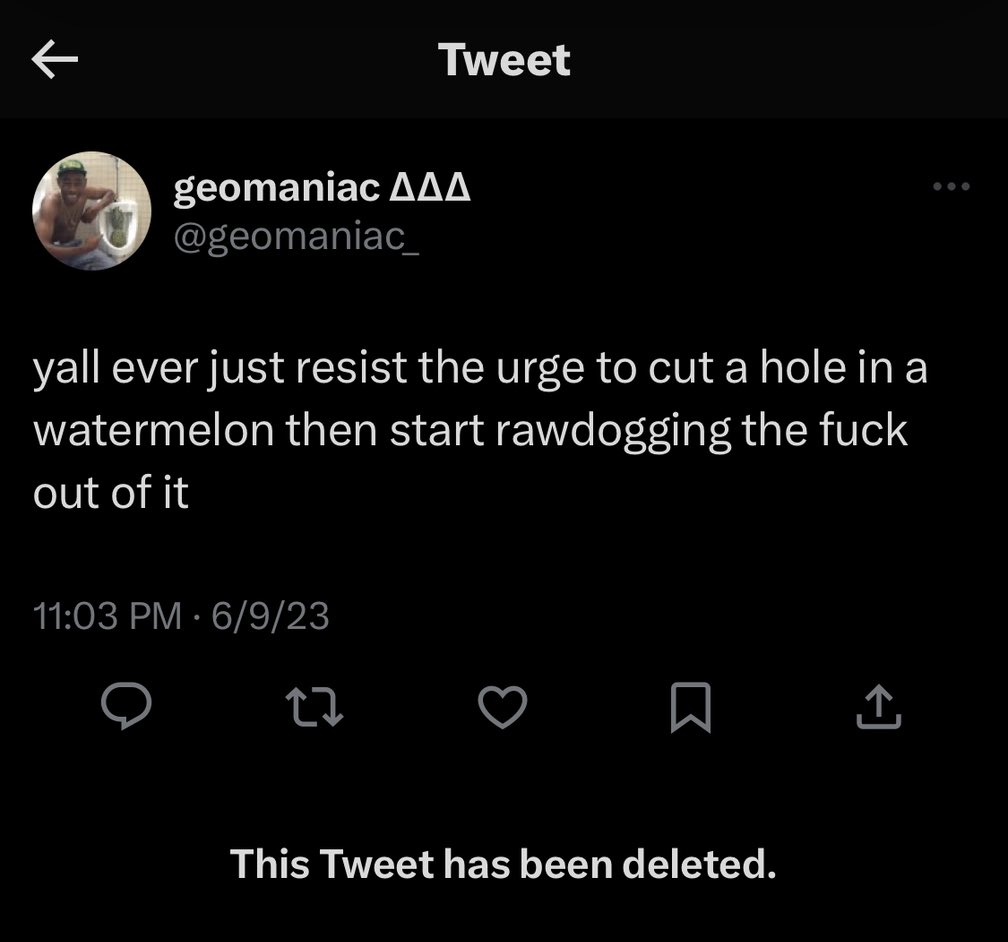 Tweet
geomaniac ΔΔΔ
@geomaniac_
yall ever just resist the urge to cut a hole in a
watermelon then start rawdogging the fuck
out of it
11:03 PM · 6/9/23
This Tweet has been deleted.